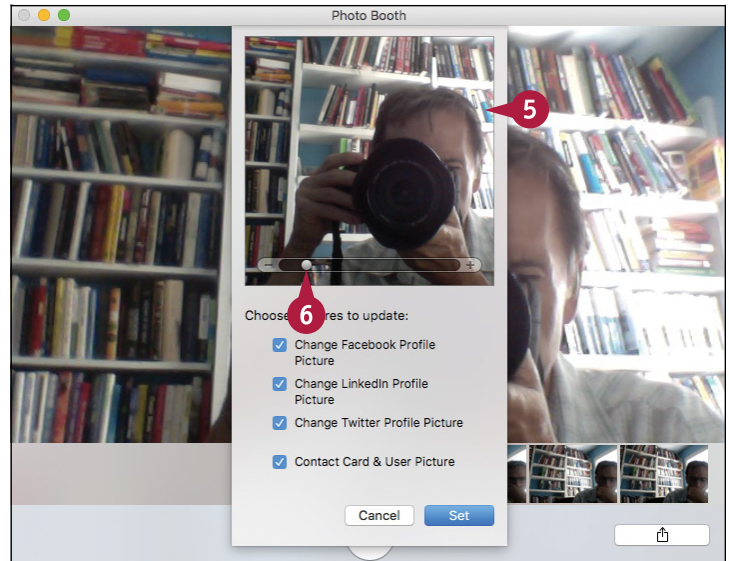 Photo Booth
5
−
+
6
Choose res to update:
Change Facebook Profile
Picture
Change LinkedIn Profile
Picture
Change Twitter Profile Picture
Contact Card & User Picture
Cancel
Set